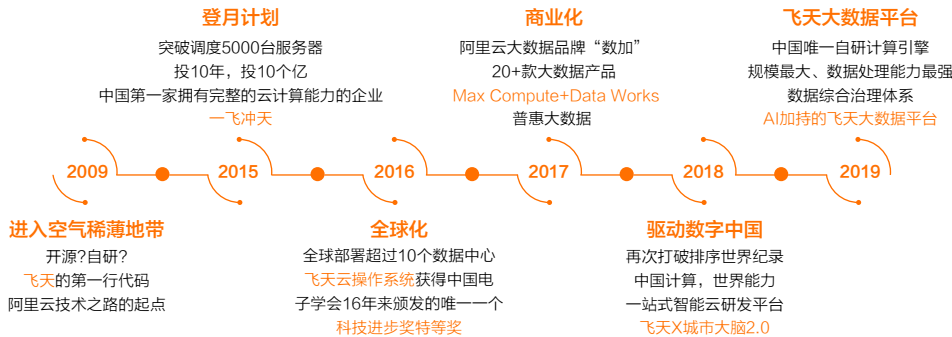 登月计划
突破调度5000台服务器
投10年，投10个亿
中国第一家拥有完整的云计算能力的企业
一飞冲天
商业化
阿里云大数据品牌“数加”
20+款大数据产品
Max Compute+Data Works
普惠大数据
飞天大数据平台
中国唯一自研计算引擎
规模最大、数据处理能力最强
数据综合治理体系
AI加持的飞天大数据平台
2009
2015
2016
2017
2018
2019
进入空气稀薄地带
开源?自研?
飞天的第一行代码
阿里云技术之路的起点
全球化
全球部署超过10个数据中心
飞天云操作系统获得中国电
子学会16年来颁发的唯一一个
科技进步奖特等奖
驱动数字中国
再次打破排序世界纪录
中国计算，世界能力
一站式智能云研发平台
飞天X城市大脑2.0